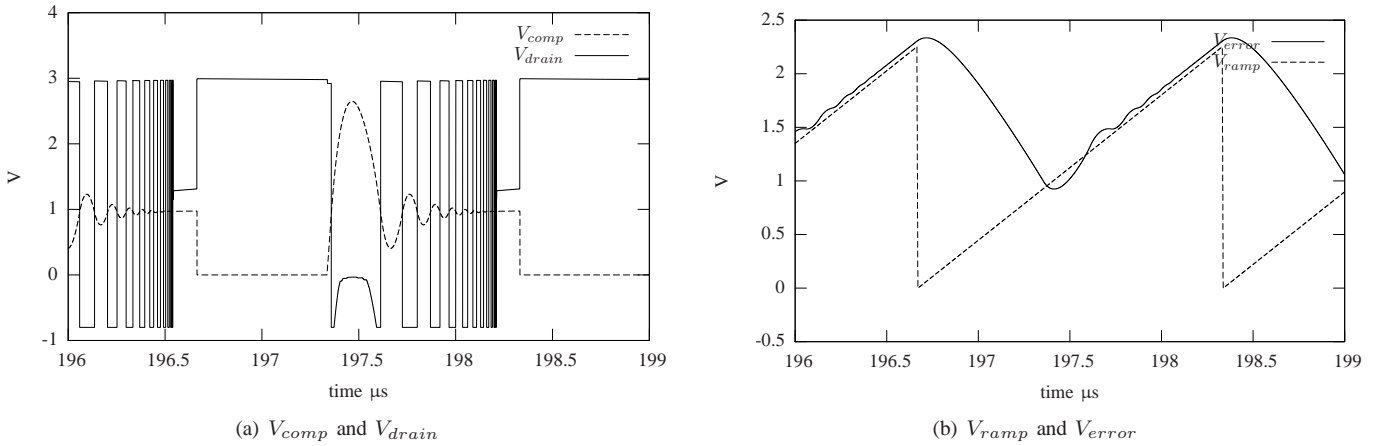 4
3
2
1
0
-1
V
196
196.5
197
197.5
198
198.5
199
time µs
V_comp
V_drain
(a) V_comp and V_drain
2.5
2
1.5
1
0.5
0
-0.5
V
196
196.5
197
197.5
198
198.5
199
time µs
V_error
V_ramp
(b) V_ramp and V_error